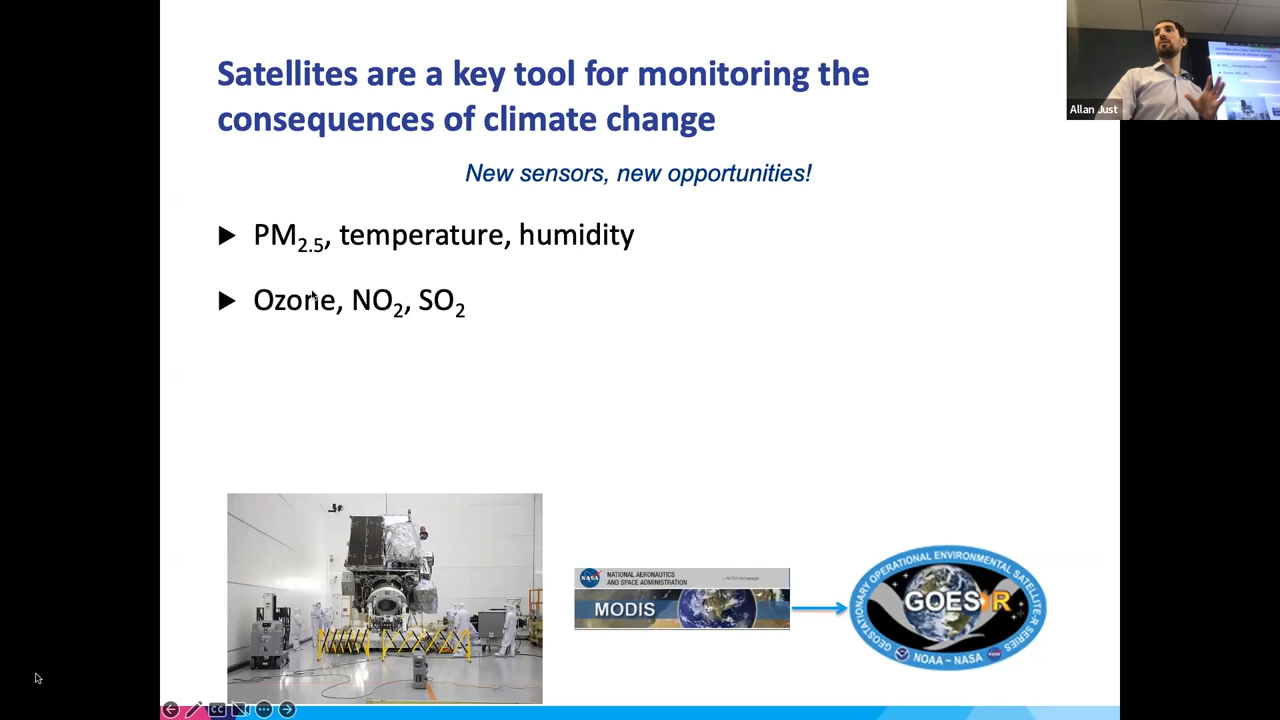 Satellites are a key tool for monitoring the
consequences of climate change
New sensors, new opportunities!
▶ PM2.5, temperature, humidity
▶ Ozone, NO2, SO2
Allan Just
NASA
NATIONAL AERONAUTICS
AND SPACE ADMINISTRATION
MODIS
GEOSTATIONARY OPERATIONAL ENVIRONMENTAL SATELLITE-R SERIES
GOES R
NOAA ~ NASA
CC